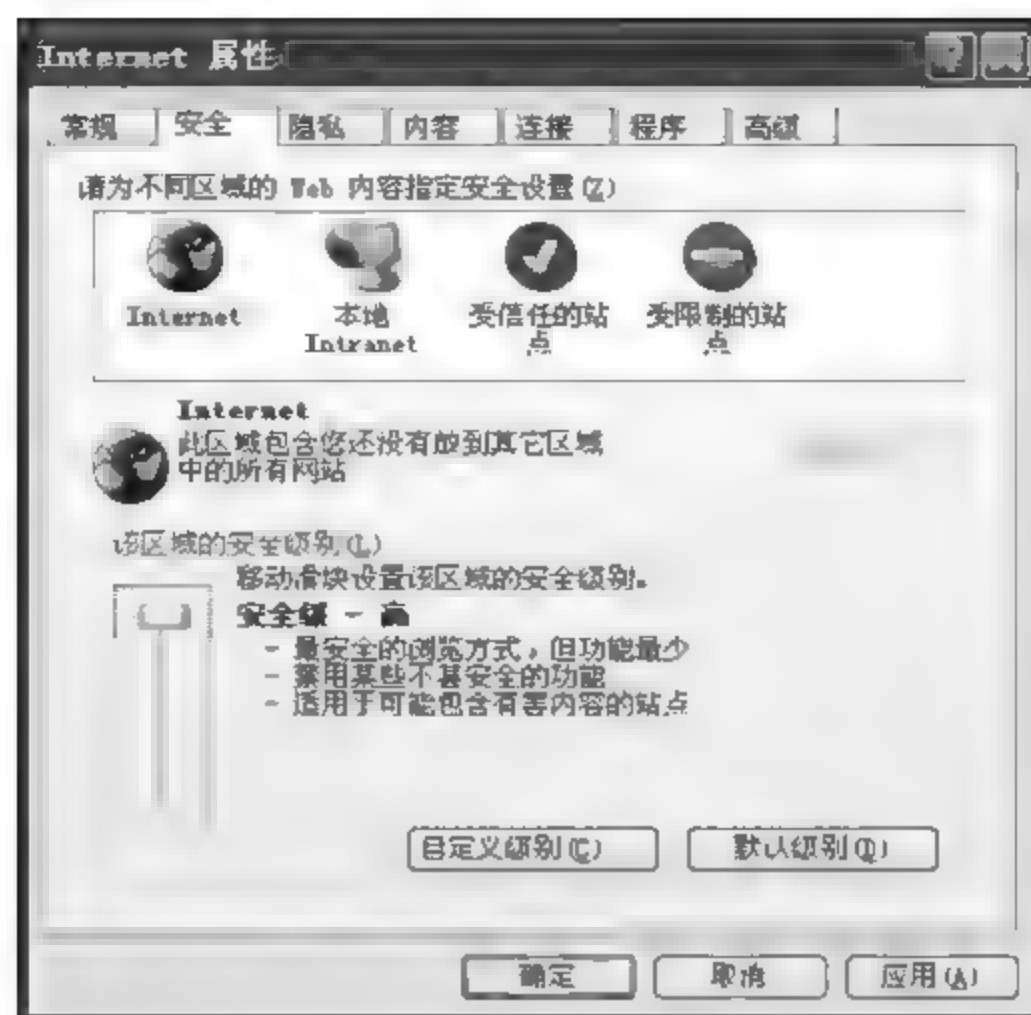 Internet 属性
常规 安全 隐私 内容 连接 程序 高级
请为不同区域的 Web 内容指定安全设置(Z)
Internet 本地 受信任的站 受限制的站
Intranet 点 点
Internet
此区域包含您还没有放到其它区域
中的所有网站
该区域的安全级别(L)
移动滑块设置该区域的安全级别。
安全级 - 高
- 最安全的浏览方式，但功能最少
- 禁用某些不甚安全的功能
- 适用于可能包含有害内容的站点
自定义级别(C) 默认级别(D)
确定 取消 应用(A)